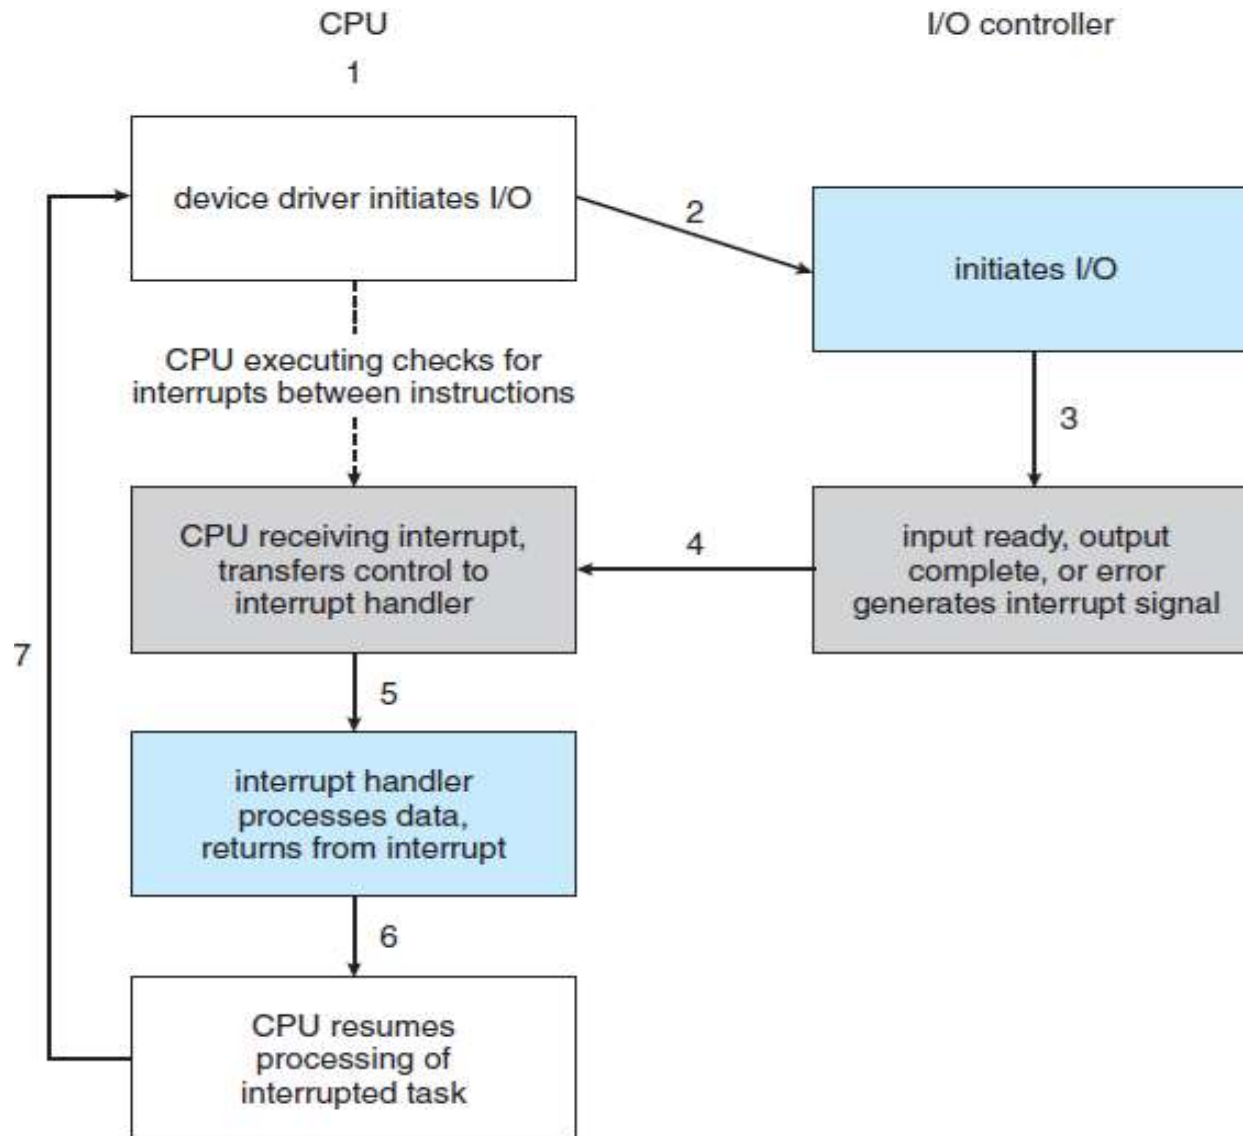 CPU
I/O controller
1
device driver initiates I/O
2
initiates I/O
CPU executing checks for
interrupts between instructions
3
CPU receiving interrupt,
transfers control to
interrupt handler
4
input ready, output
complete, or error
generates interrupt signal
7
5
interrupt handler
processes data,
returns from interrupt
6
CPU resumes
processing of
interrupted task